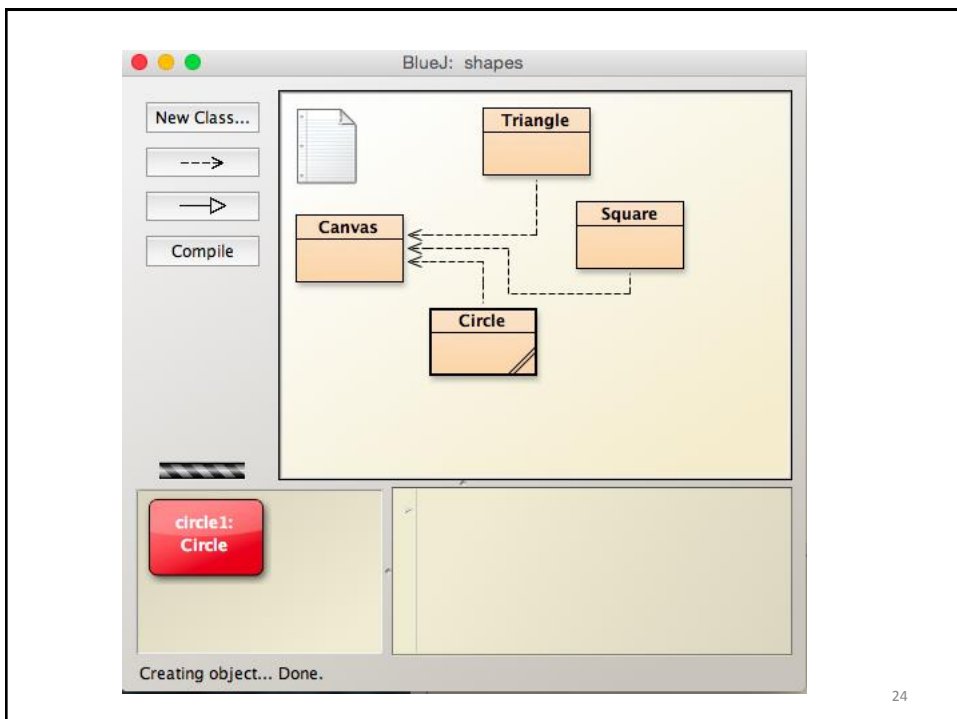 BlueJ: shapes
New Class...
Compile
Triangle
Square
Canvas
Circle
circle1:
Circle
Creating object... Done.
24